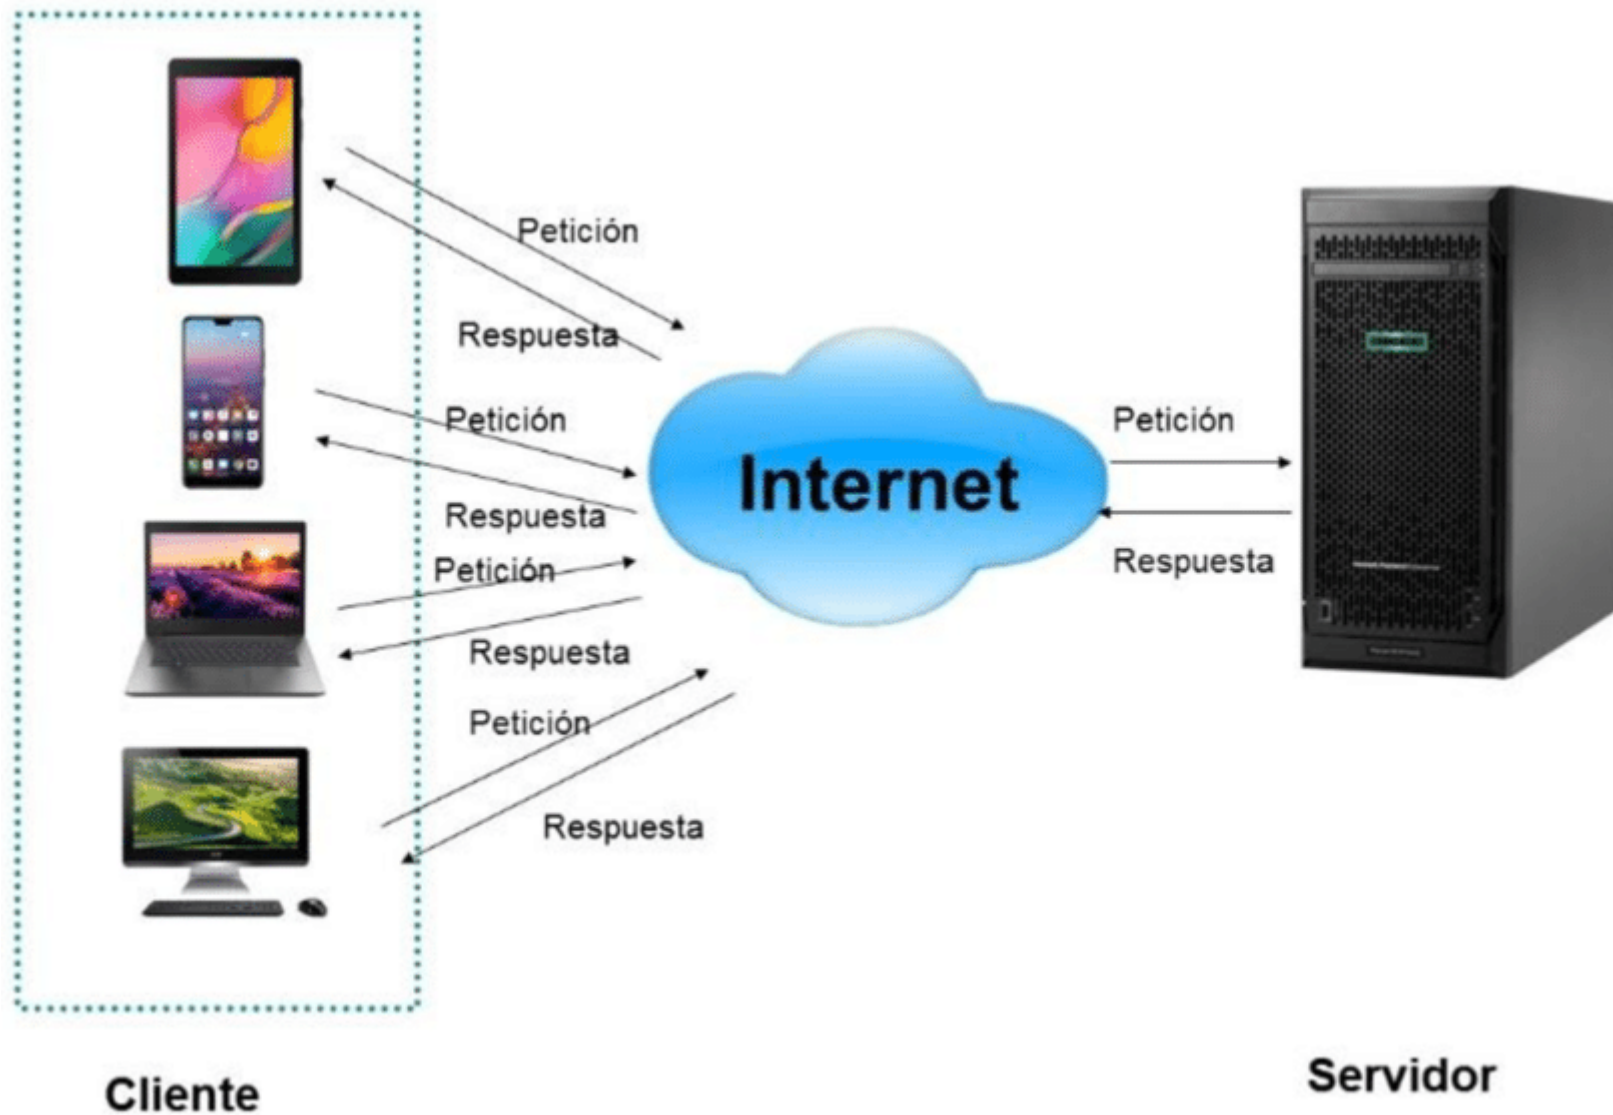 Petición
Respuesta
Petición
Respuesta
Petición
Respuesta
Petición
Respuesta
Internet
Petición
Respuesta
Cliente
Servidor